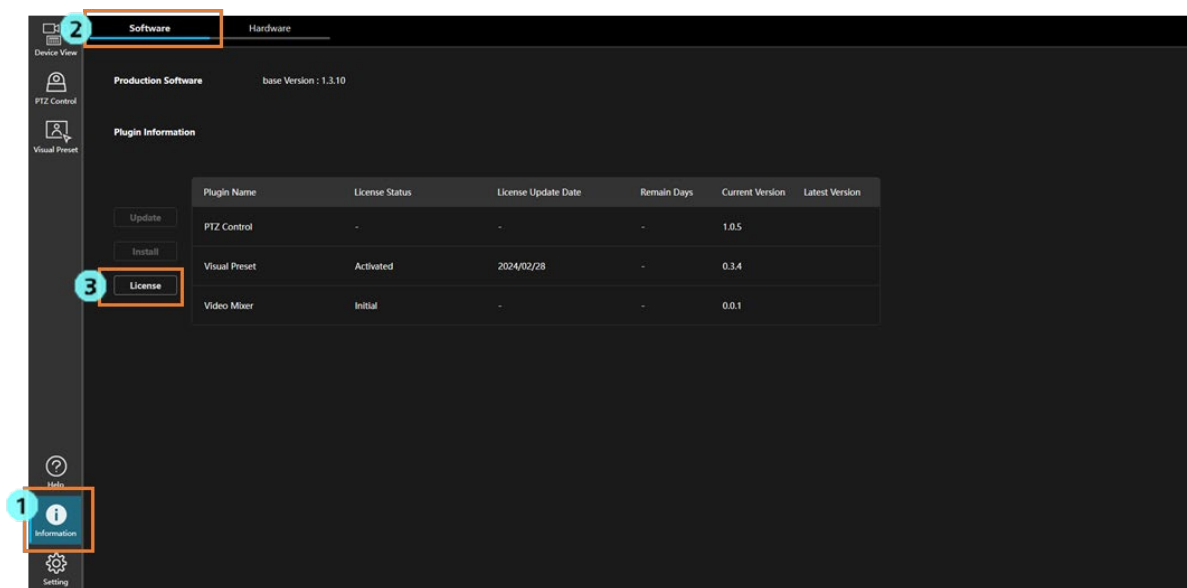 2
Software Hardware
Device View
Production Software base Version : 1.3.10
PTZ Control
Plugin Information
Visual Preset
Plugin Name License Status License Update Date Remain Days Current Version Latest Version
Update
PTZ Control - - - 1.0.5
Install
Visual Preset Activated 2024/02/28 - 0.3.4
3 License
Video Mixer Initial - - 0.0.1
Help
1
Information
Setting